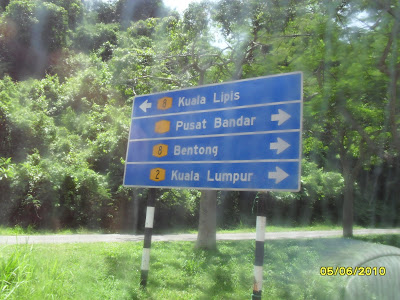 8 Kuala Lipis
Pusat Bandar
8 Bentong
2 Kuala Lumpur
05/06/2010